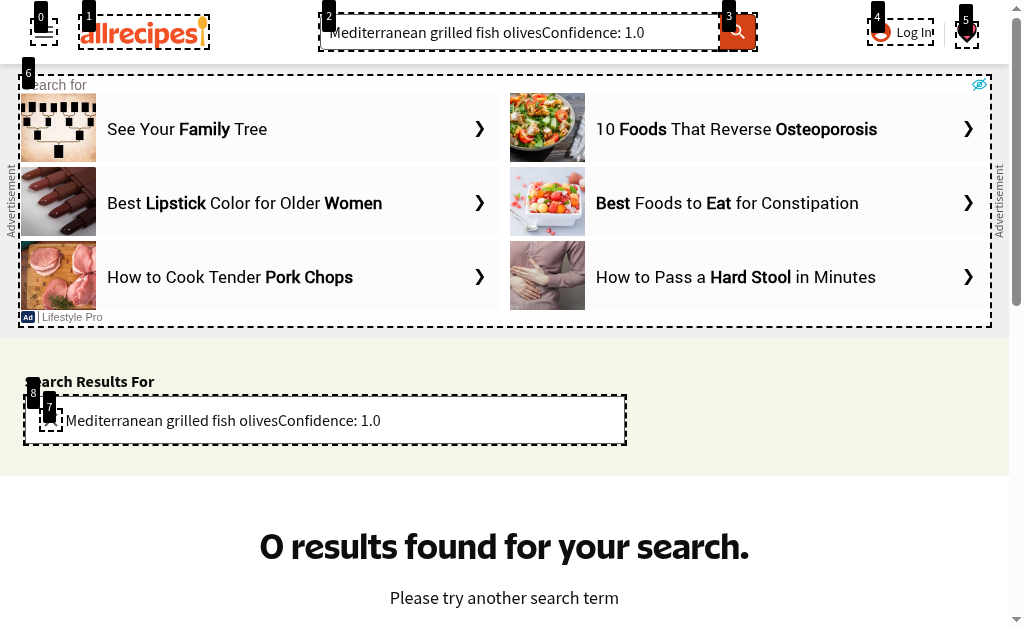 0
1
2
3
4
5
allrecipes
Mediterranean grilled fish olivesConfidence: 1.0
Log In
6
Search for
See Your Family Tree
10 Foods That Reverse Osteoporosis
Best Lipstick Color for Older Women
Best Foods to Eat for Constipation
How to Cook Tender Pork Chops
How to Pass a Hard Stool in Minutes
Ad | Lifestyle Pro
Advertisement
Advertisement
Search Results For
8
7
Mediterranean grilled fish olivesConfidence: 1.0
0 results found for your search.
Please try another search term